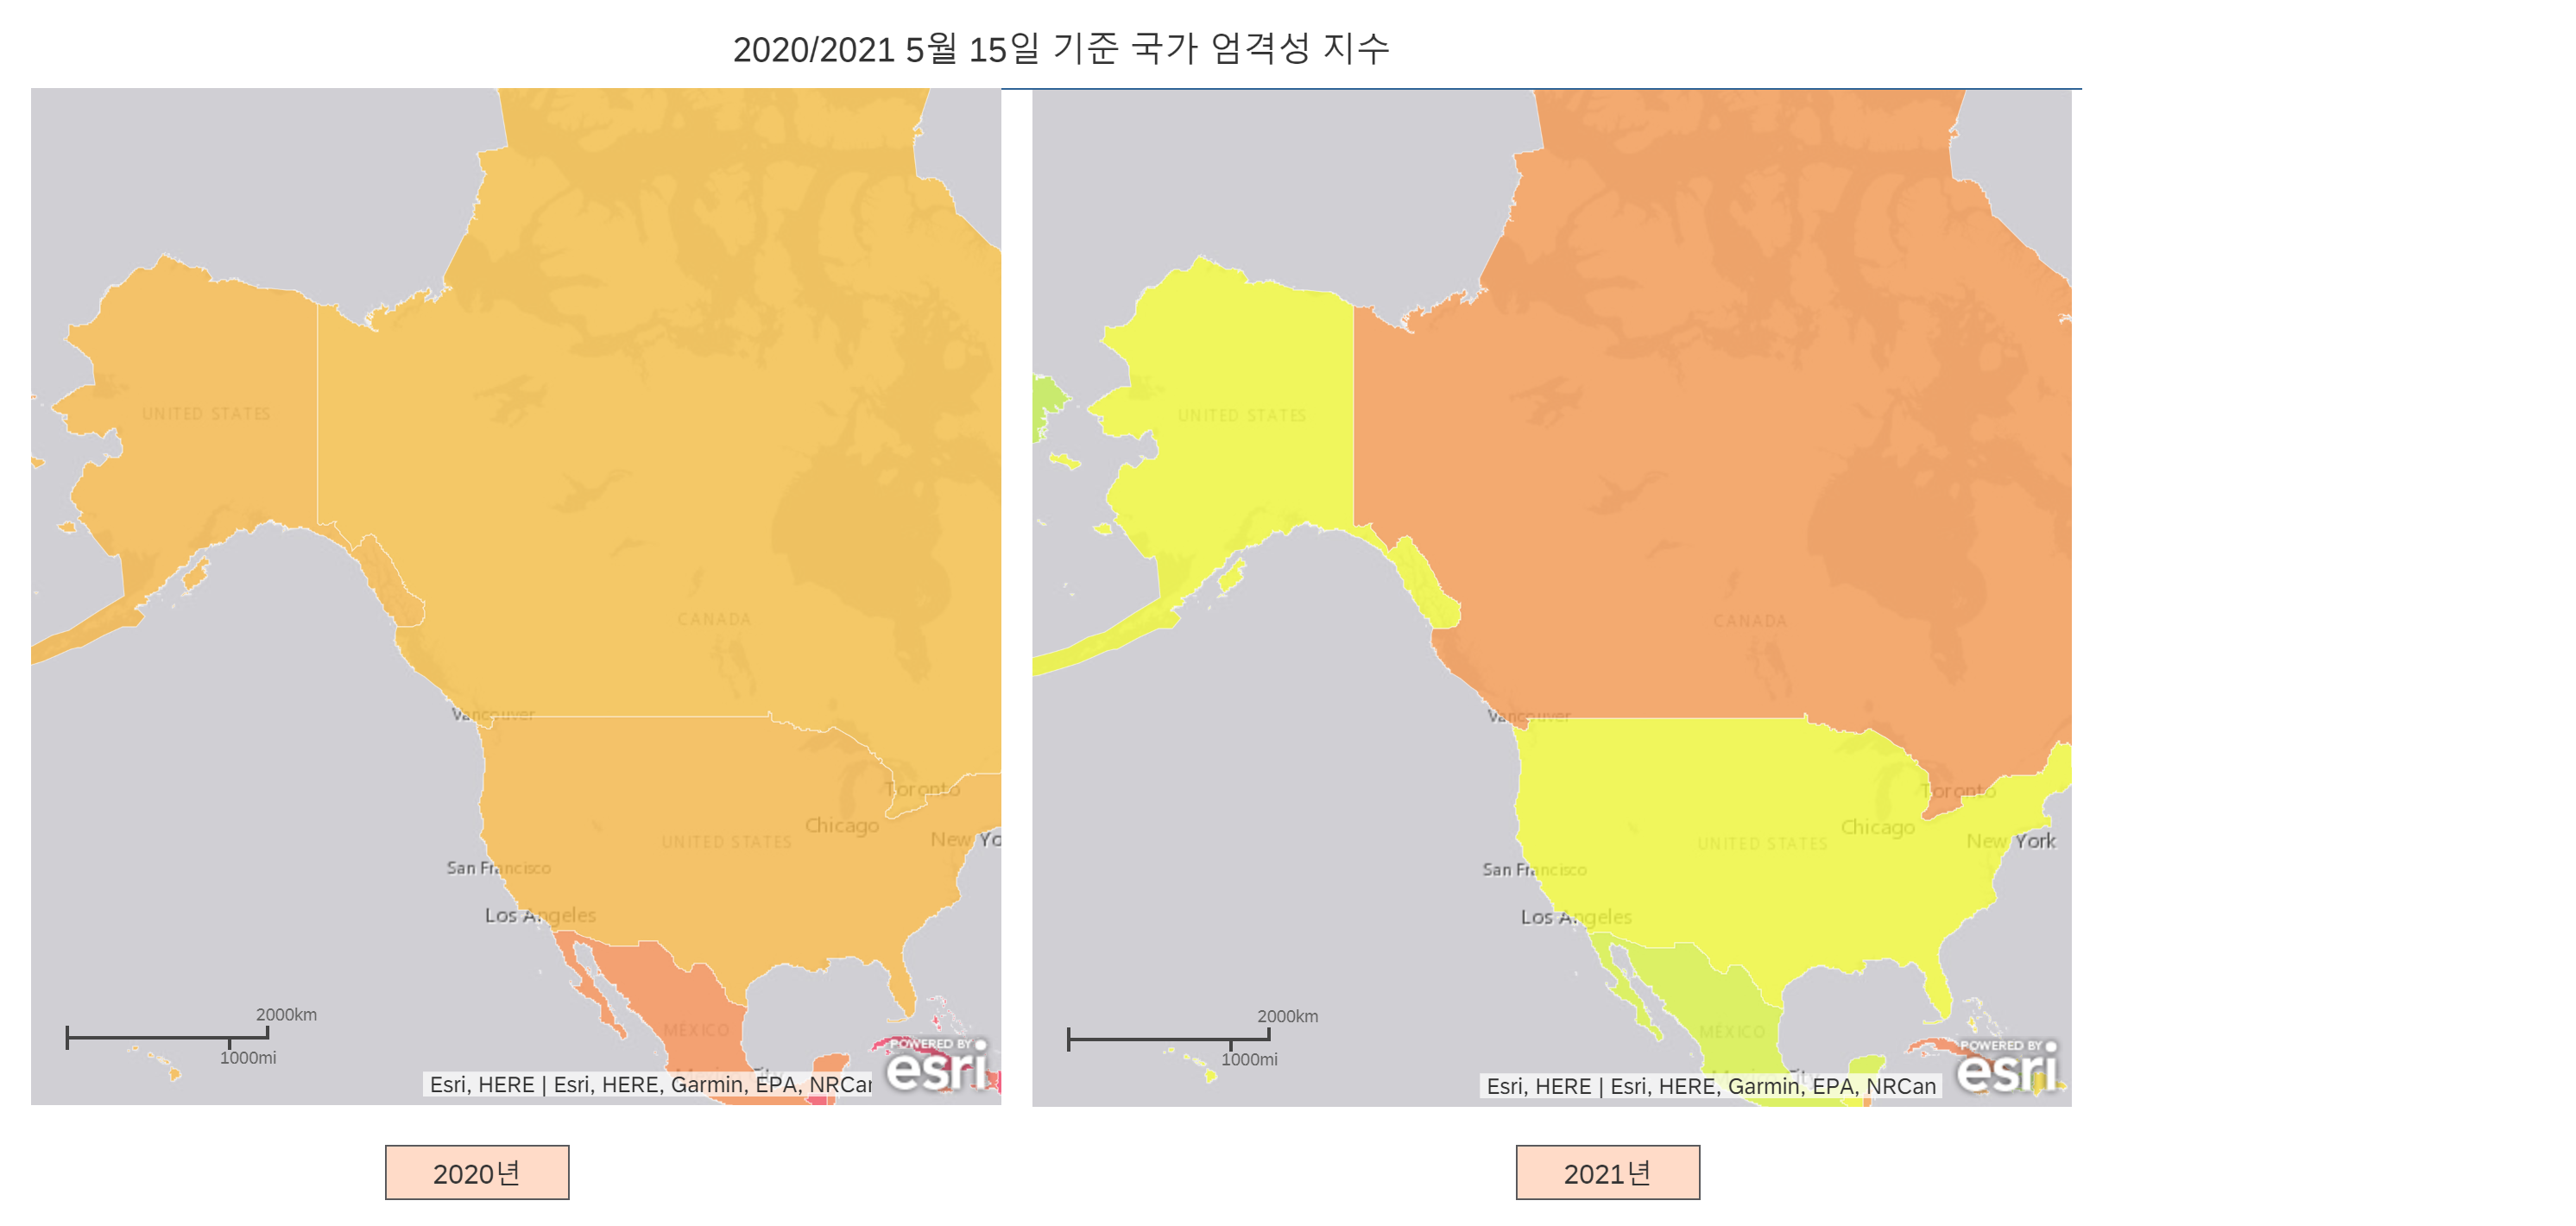 2020/2021 5월 15일 기준 국가 엄격성 지수
UNITED STATES
CANADA
Vancouver
Toronto
Chicago
UNITED STATES
New Yo
San Francisco
Los Angeles
MÉXICO
2000km
1000mi
POWERED BY
esri
Esri, HERE | Esri, HERE, Garmin, EPA, NRCan
2020년
UNITED STATES
CANADA
Vancouver
Toronto
Chicago
New York
UNITED STATES
San Francisco
Los Angeles
MÉXICO
2000km
1000mi
POWERED BY
esri
Esri, HERE | Esri, HERE, Garmin, EPA, NRCan
2021년